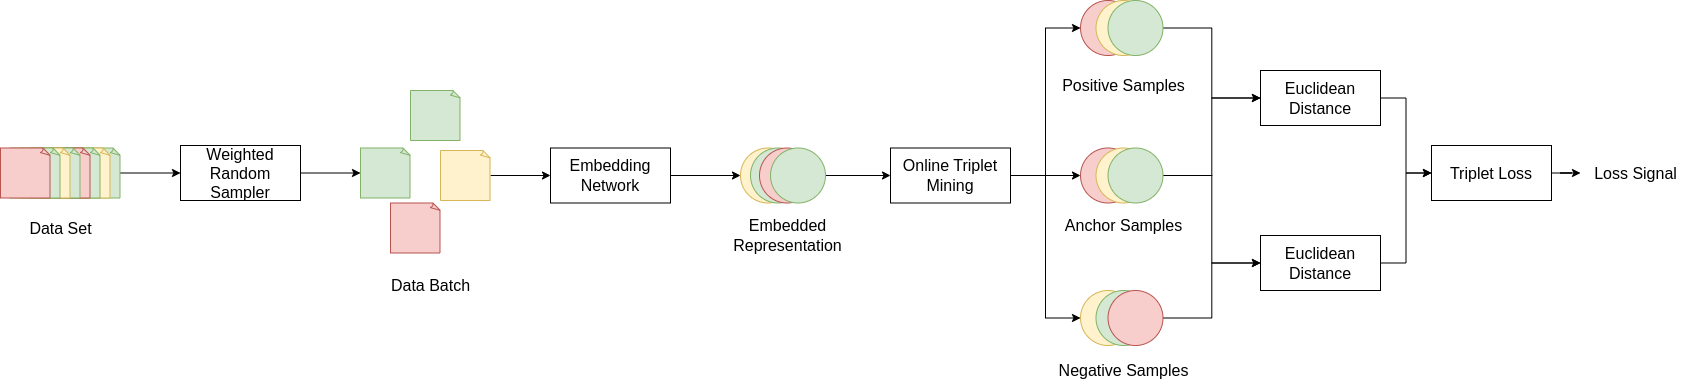 Data Set
Weighted
Random
Sampler
Data Batch
Embedding
Network
Embedded
Representation
Online Triplet
Mining
Positive Samples
Anchor Samples
Negative Samples
Euclidean
Distance
Euclidean
Distance
Triplet Loss
Loss Signal